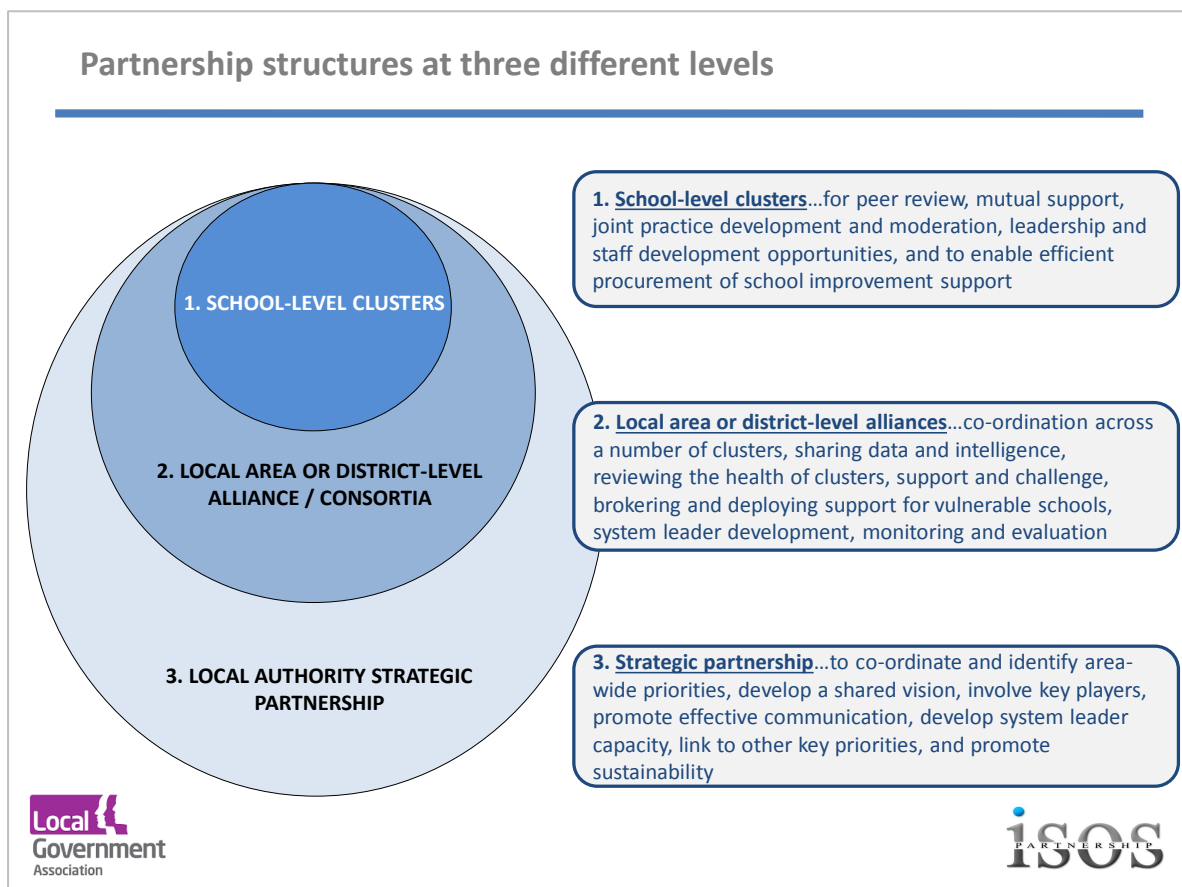 Partnership structures at three different levels
1. SCHOOL-LEVEL CLUSTERS
2. LOCAL AREA OR DISTRICT-LEVEL
ALLIANCE / CONSORTIA
3. LOCAL AUTHORITY STRATEGIC
PARTNERSHIP
1. School-level clusters...for peer review, mutual support,
joint practice development and moderation, leadership and
staff development opportunities, and to enable efficient
procurement of school improvement support
2. Local area or district-level alliances...co-ordination across
a number of clusters, sharing data and intelligence,
reviewing the health of clusters, support and challenge,
brokering and deploying support for vulnerable schools,
system leader development, monitoring and evaluation
3. Strategic partnership...to co-ordinate and identify area-
wide priorities, develop a shared vision, involve key players,
promote effective communication, develop system leader
capacity, link to other key priorities, and promote
sustainability
Local
Government
Association
isos
PARTNERSHIP